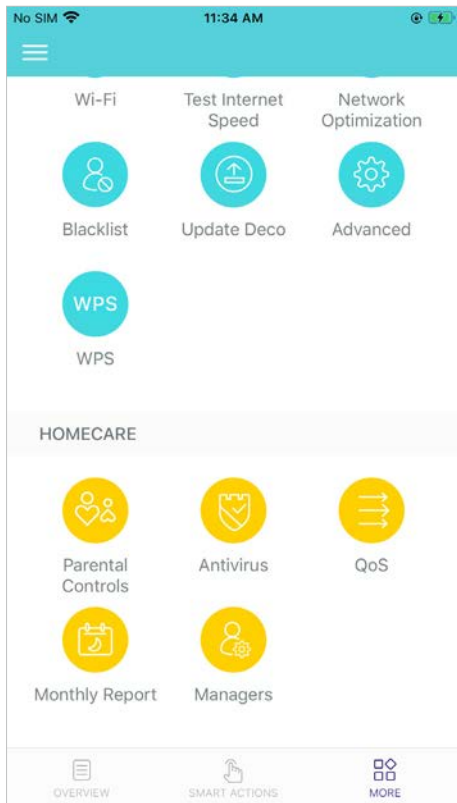 No SIM 11:34 AM
Wi-Fi Test Internet Network
Speed Optimization
Blacklist Update Deco Advanced
WPS
WPS
HOMECARE
Parental Antivirus QoS
Controls
Monthly Report Managers
OVERVIEW SMART ACTIONS MORE